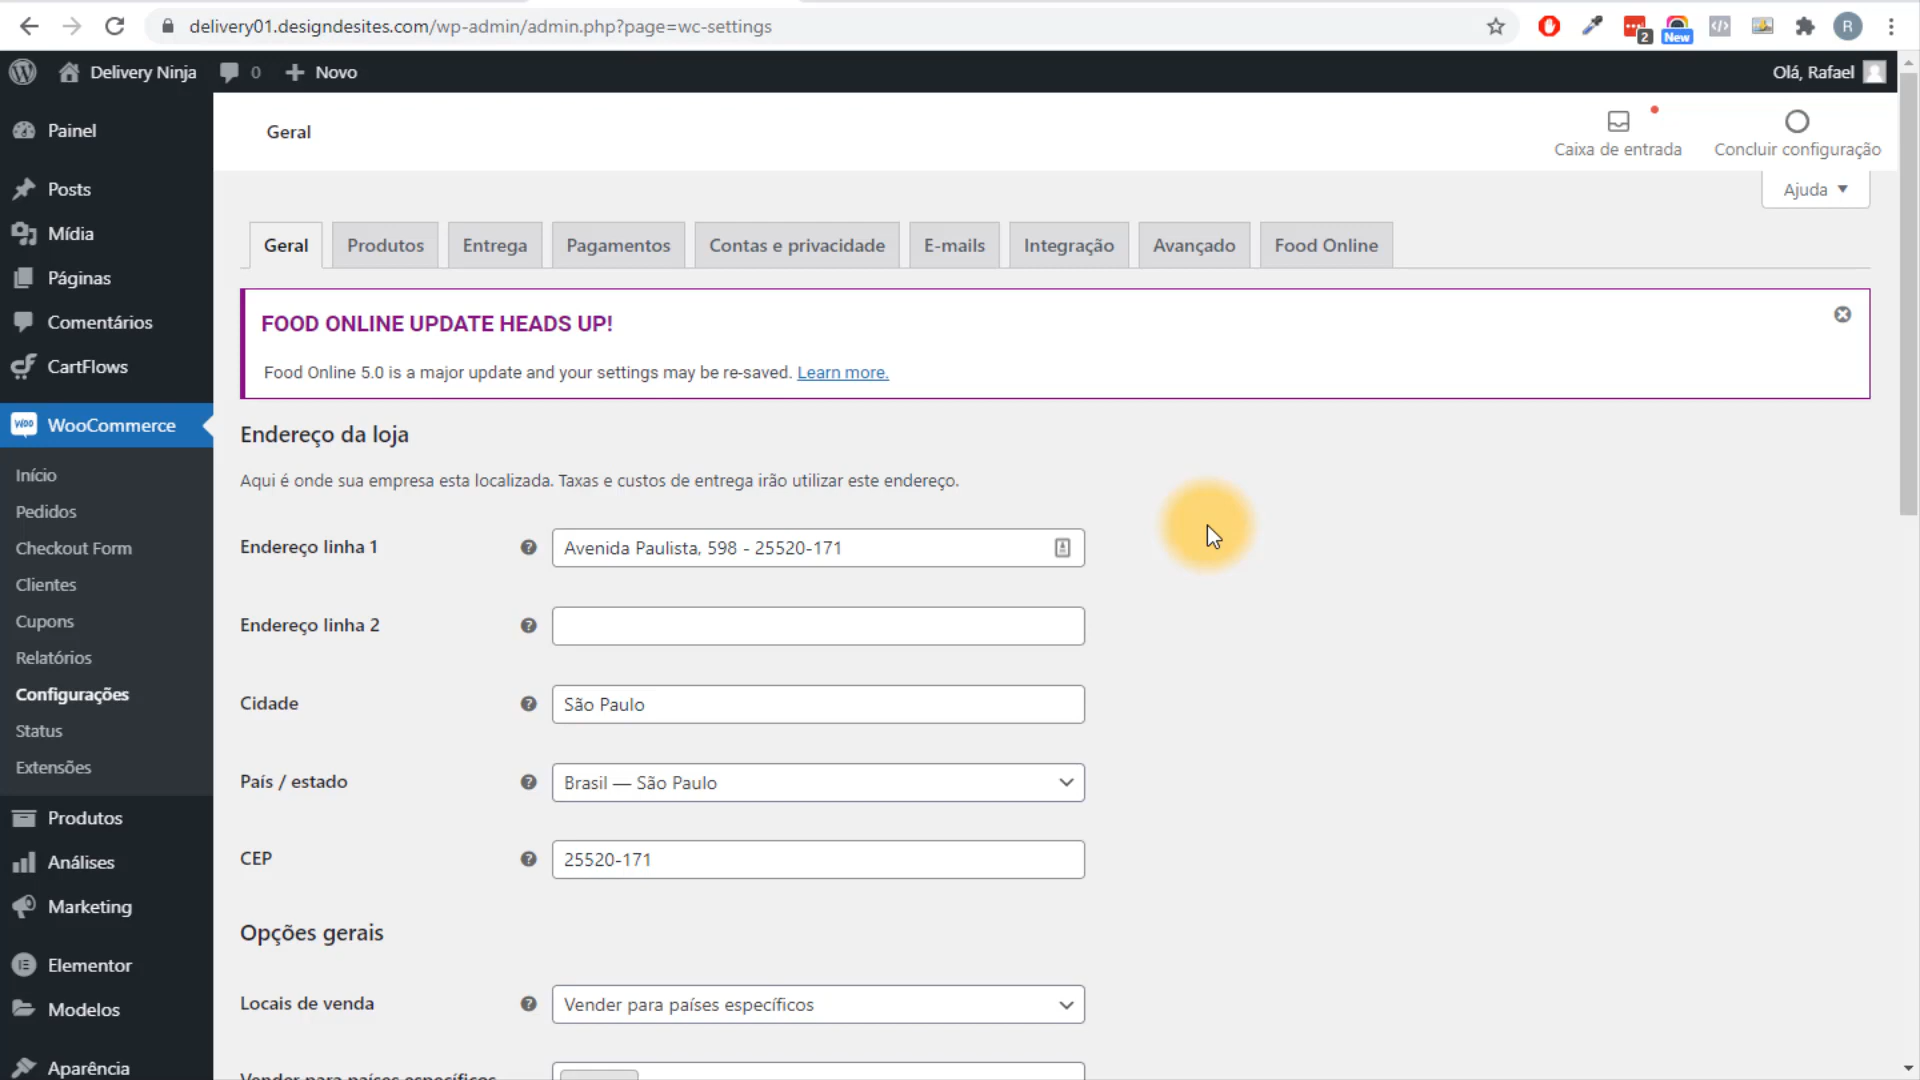 delivery01.designdesites.com/wp-admin/admin.php?page=wc-settings
2
New
R
Delivery Ninja
0
Novo
Olá, Rafael
Painel
Posts
Mídia
Páginas
Comentários
CartFlows
WooCommerce
Início
Pedidos
Checkout Form
Clientes
Cupons
Relatórios
Configurações
Status
Extensões
Produtos
Análises
Marketing
Elementor
Modelos
Aparência
Geral
Caixa de entrada
Concluir configuração
Ajuda
Geral
Produtos
Entrega
Pagamentos
Contas e privacidade
E-mails
Integração
Avançado
Food Online
FOOD ONLINE UPDATE HEADS UP!
Food Online 5.0 is a major update and your settings may be re-saved. Learn more.
Endereço da loja
Aqui é onde sua empresa esta localizada. Taxas e custos de entrega irão utilizar este endereço.
Endereço linha 1
Avenida Paulista, 598 - 25520-171
Endereço linha 2
Cidade
São Paulo
País / estado
Brasil — São Paulo
CEP
25520-171
Opções gerais
Locais de venda
Vender para países específicos
Vender para países específicos